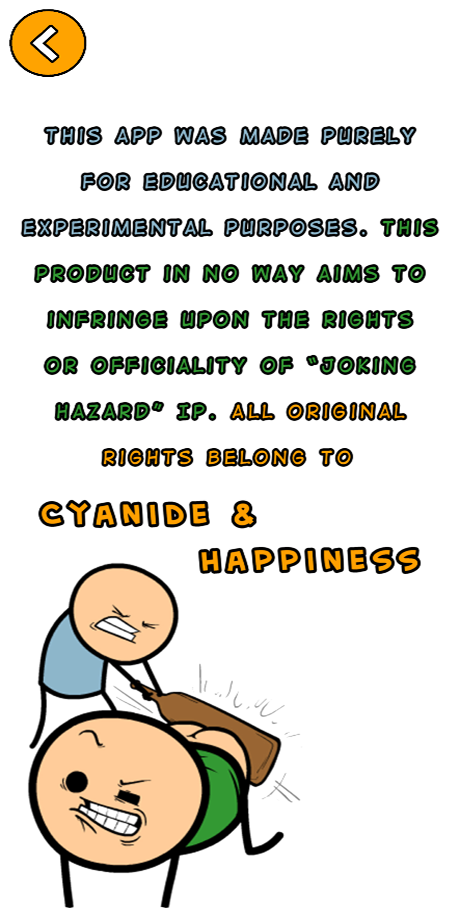 THIS APP WAS MADE PURELY
FOR EDUCATIONAL AND
EXPERIMENTAL PURPOSES. THIS
PRODUCT IN NO WAY AIMS TO
INFRINGE UPON THE RIGHTS
OR OFFICIALITY OF "JOKING
HAZARD" IP. ALL ORIGINAL
RIGHTS BELONG TO
CYANIDE &
HAPPINESS